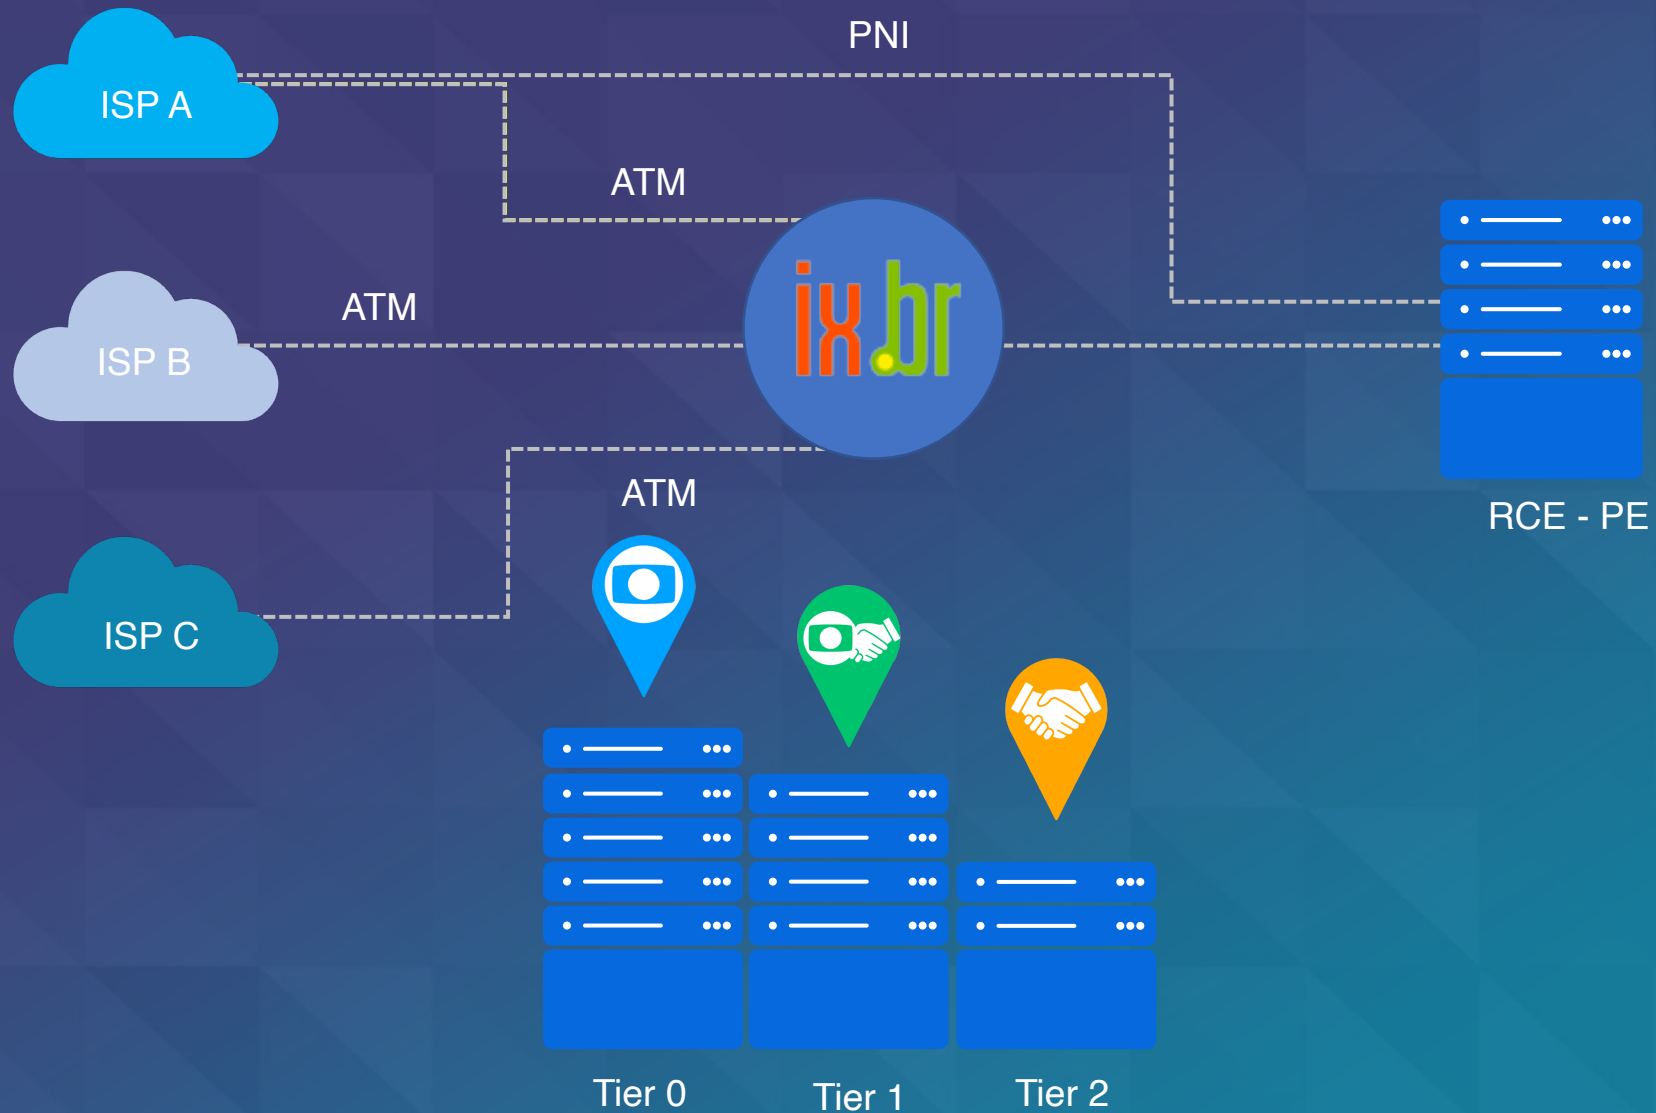 PNI
ISP A
ATM
ix.br
ATM
ISP B
ATM
RCE - PE
ISP C
Tier 0
Tier 1
Tier 2